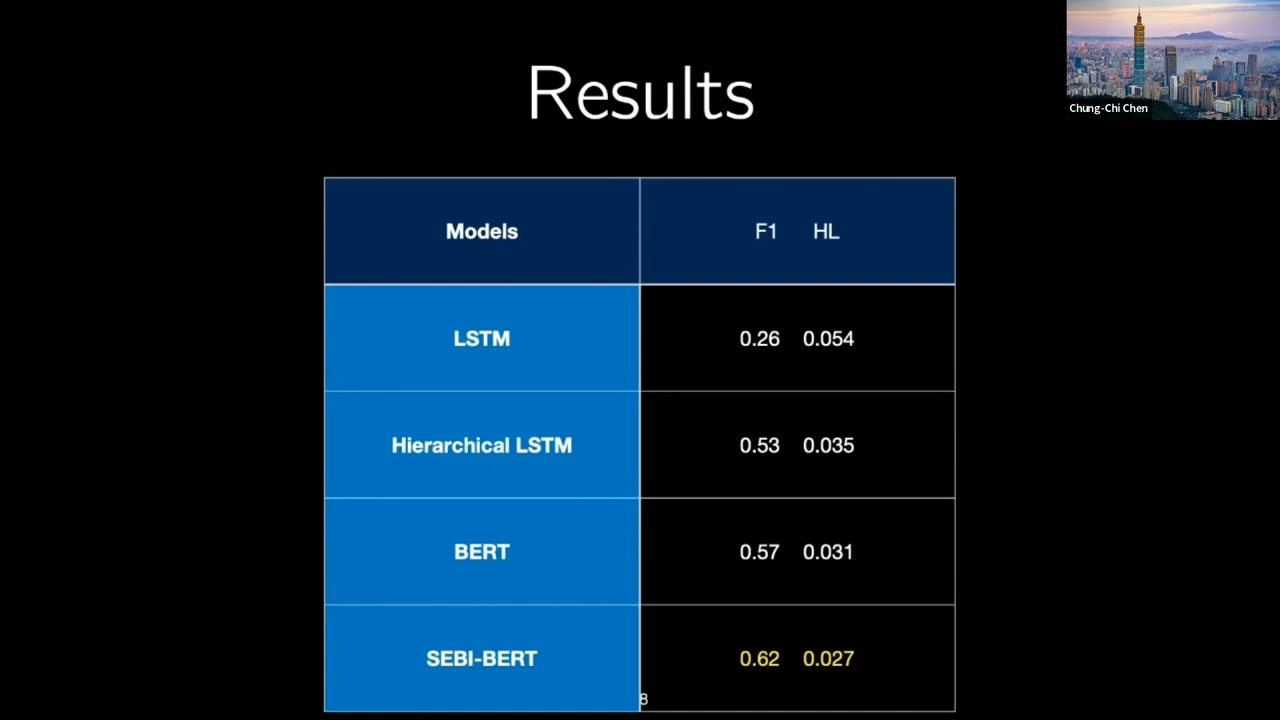 Results
Chung-Chi Chen
Models F1 HL
LSTM 0.26 0.054
Hierarchical LSTM 0.53 0.035
BERT 0.57 0.031
SEBI-BERT 0.62 0.027
8